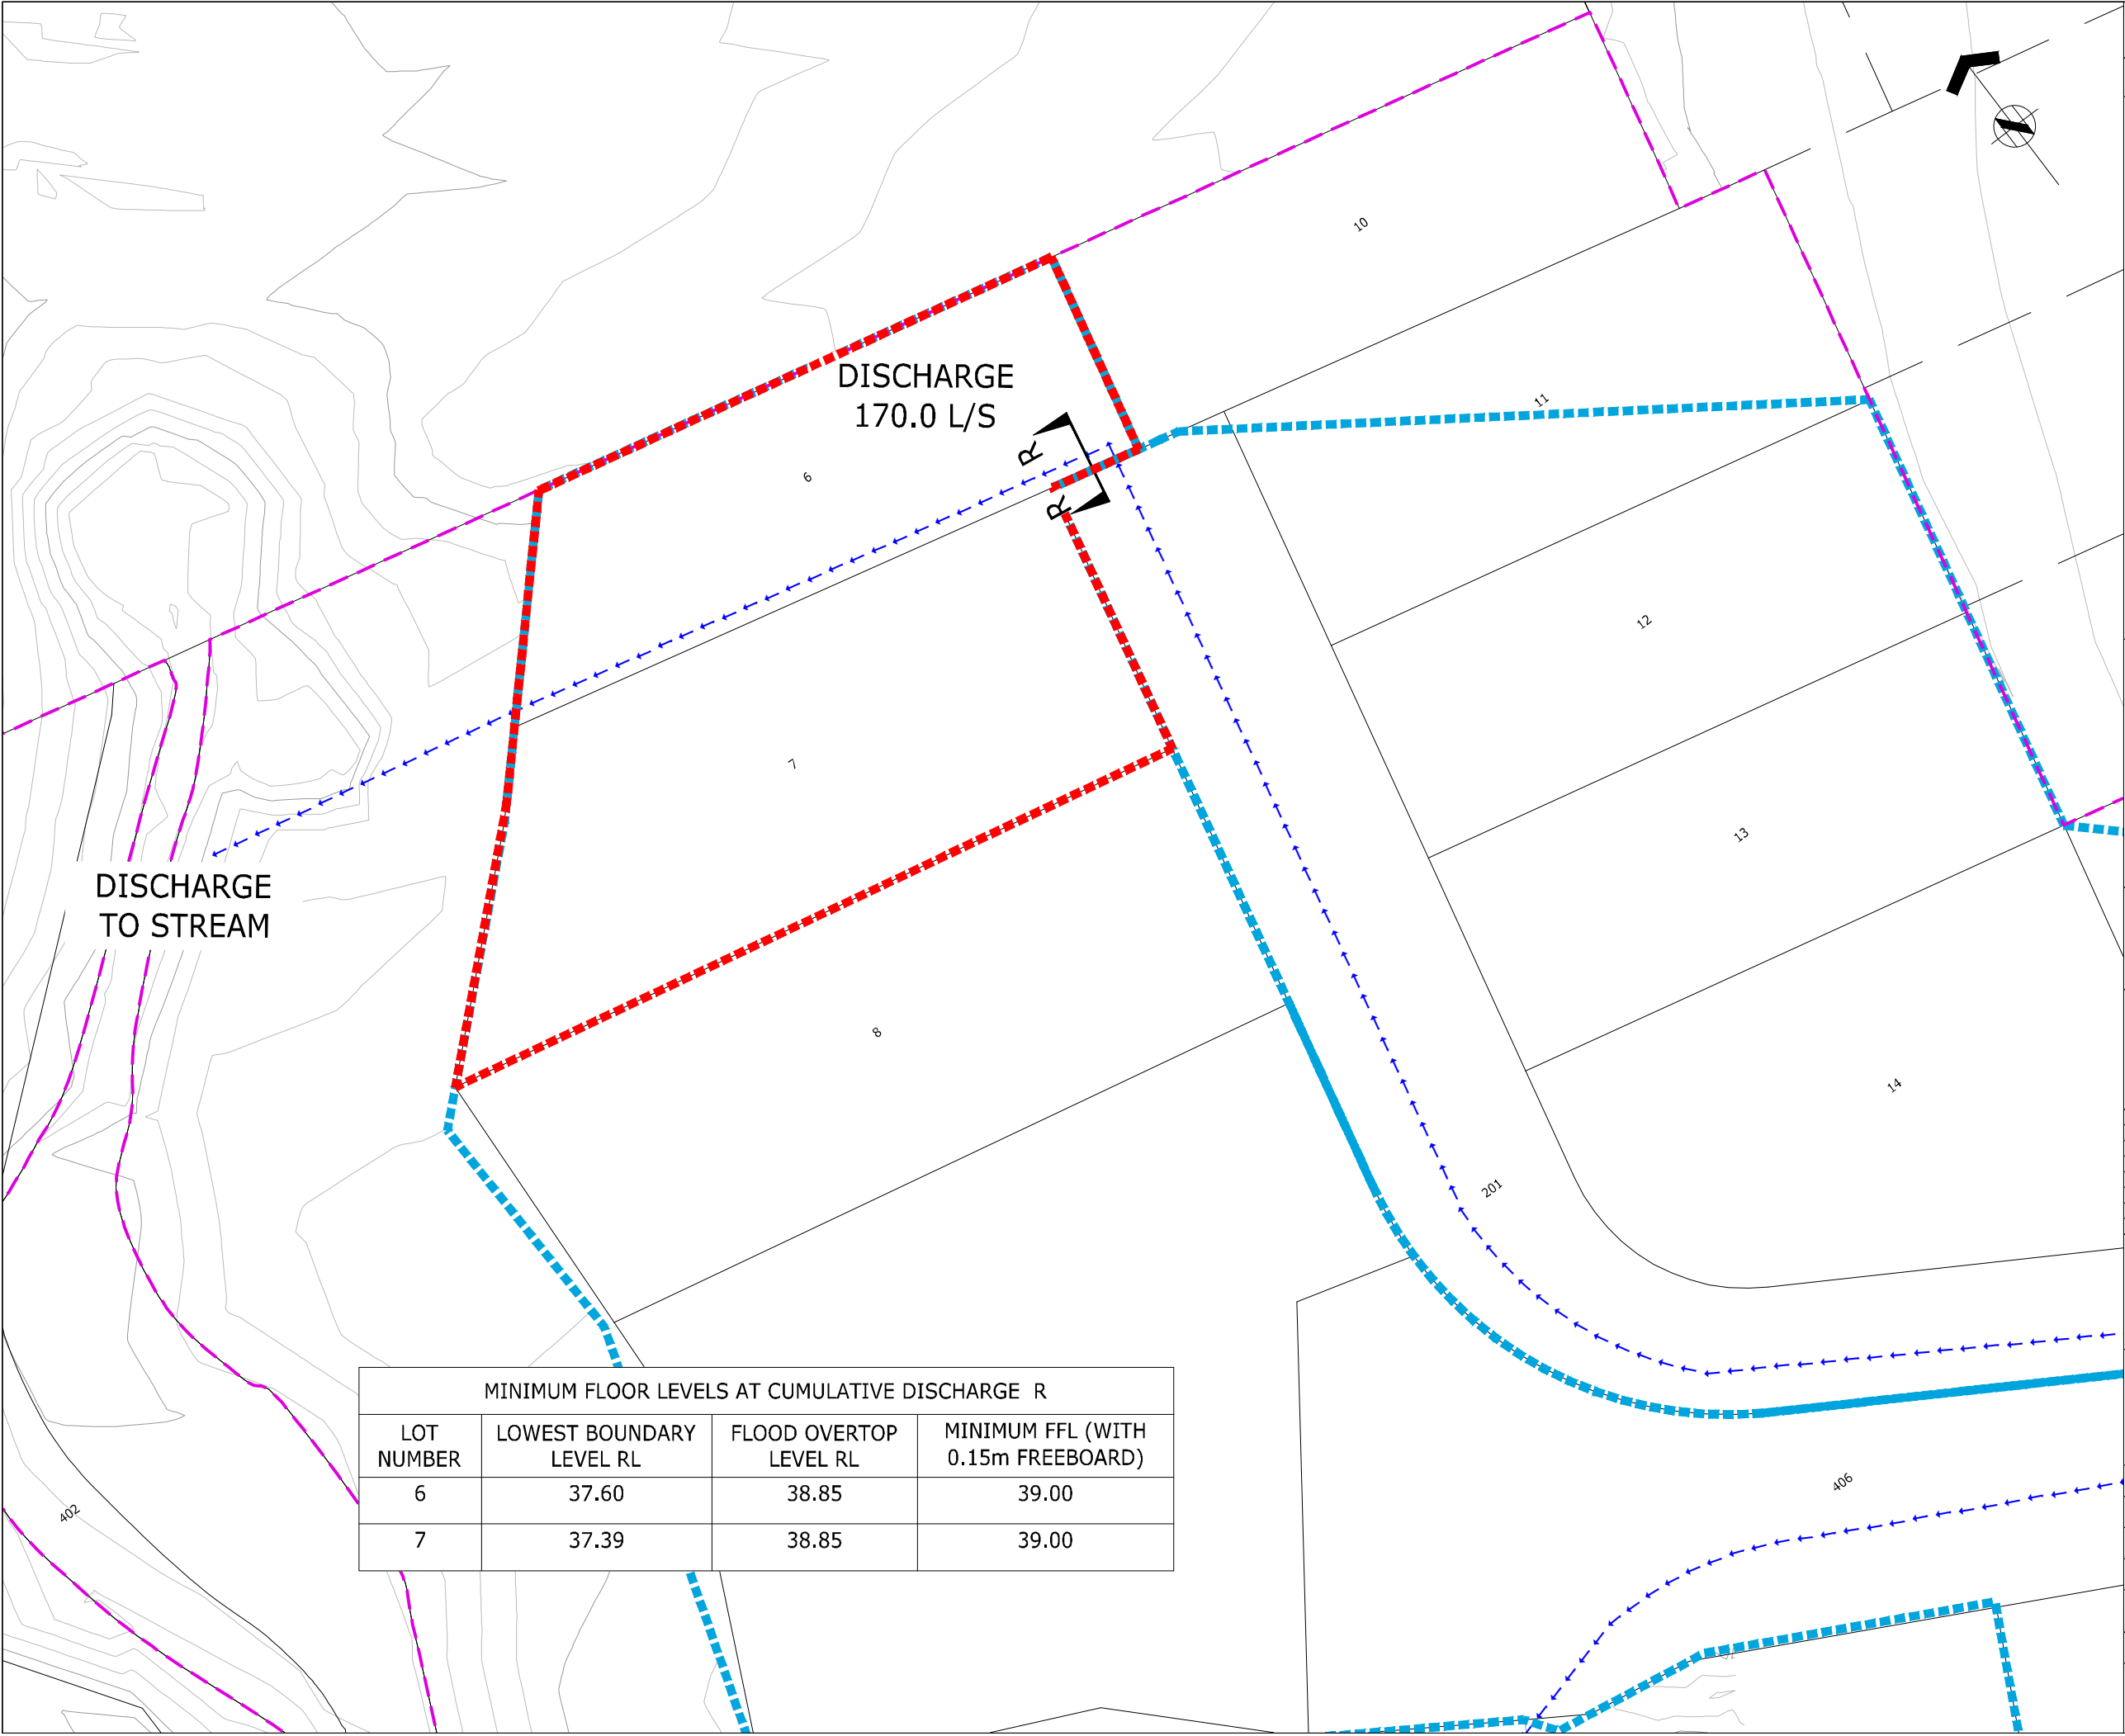 10
11
DISCHARGE
170.0 L/S
R
6
R
12
7
13
DISCHARGE
TO STREAM
8
14
201
MINIMUM FLOOR LEVELS AT CUMULATIVE DISCHARGE R
LOT NUMBER | LOWEST BOUNDARY LEVEL RL | FLOOD OVERTOP LEVEL RL | MINIMUM FFL (WITH 0.15m FREEBOARD)
6 37.60 38.85 39.00
7 37.39 38.85 39.00
406
402